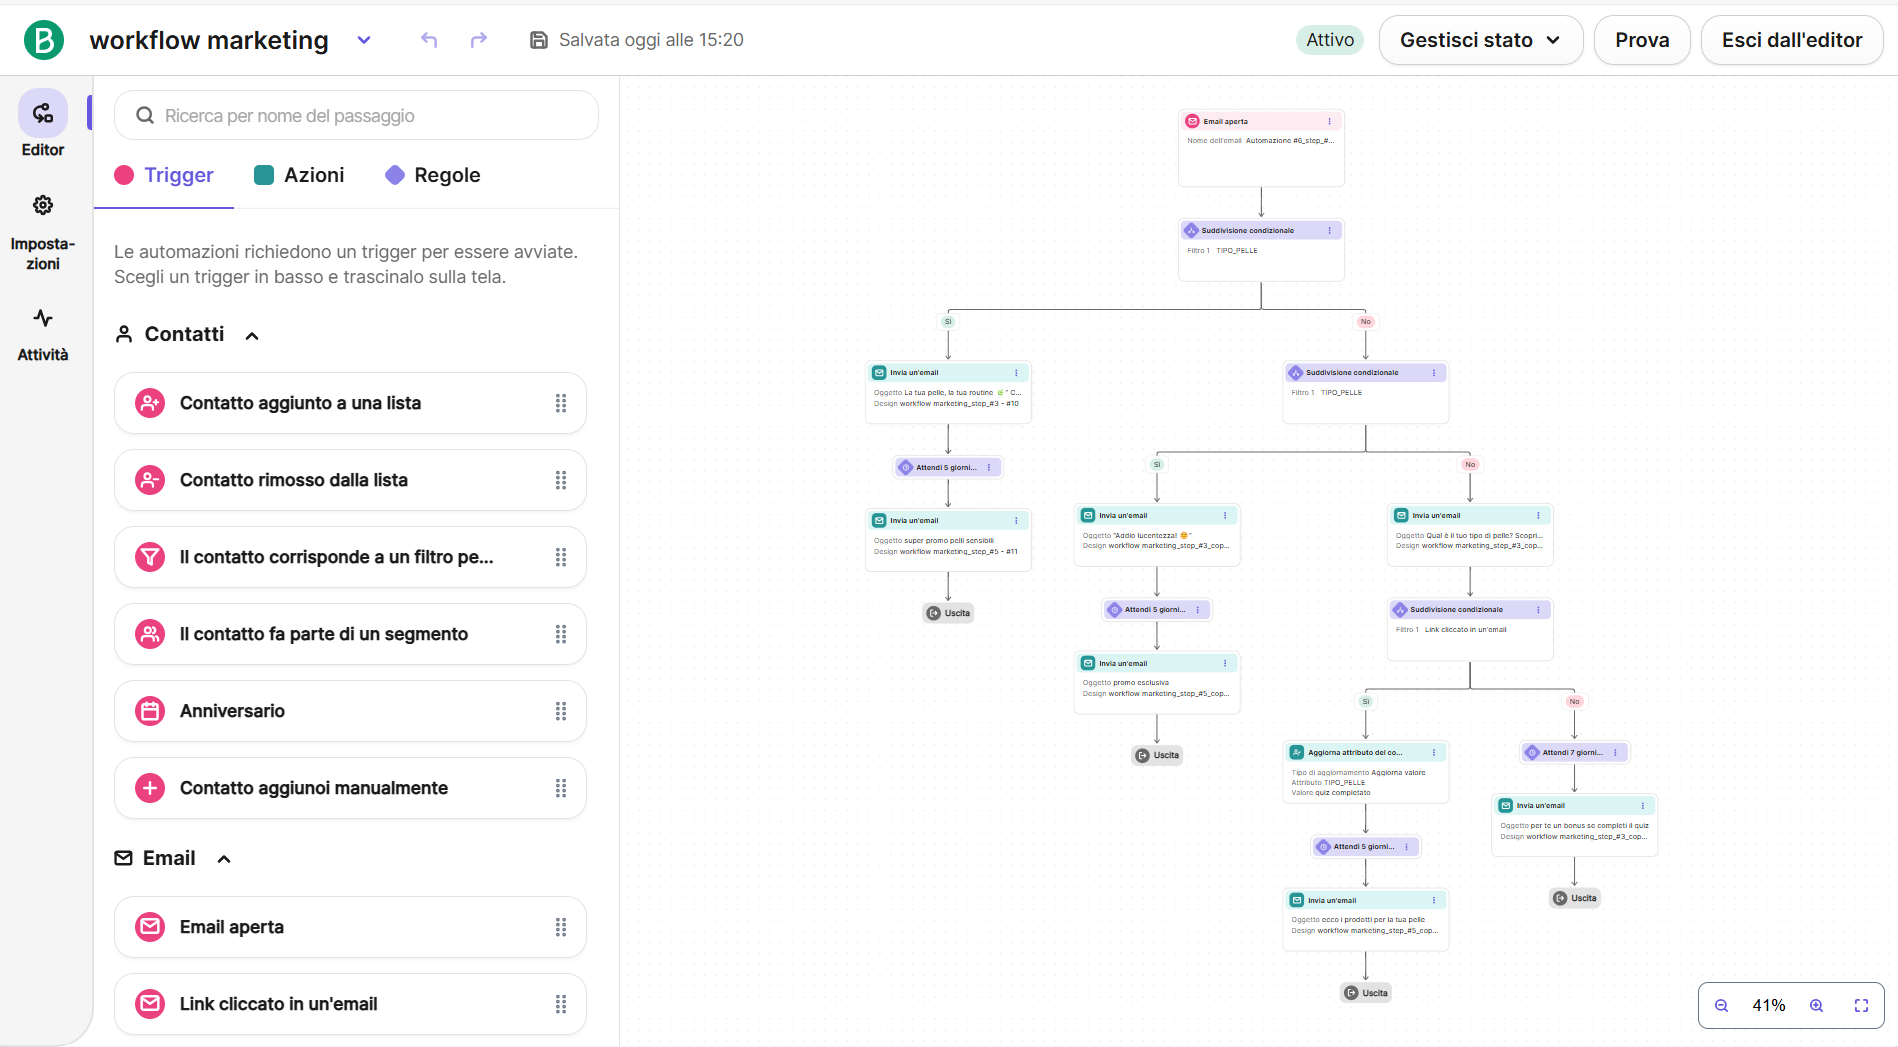 B workflow marketing
Salvata oggi alle 15:20
Attivo
Gestisci stato
Prova
Esci dall'editor
Editor
Imposta-
zioni
Attività
Ricerca per nome del passaggio
Trigger
Azioni
Regole
Le automazioni richiedono un trigger per essere avviate.
Scegli un trigger in basso e trascinalo sulla tela.
Contatti
Contatto aggiunto a una lista
Contatto rimosso dalla lista
Il contatto corrisponde a un filtro pe...
Il contatto fa parte di un segmento
Anniversario
Contatto aggiunoi manualmente
Email
Email aperta
Link cliccato in un'email
Email aperta
Nome dell'email Automazione #6_step_#...
Suddivisione condizionale
Filtro 1 TIPO_PELLE
Sì
No
Invia un'email
Oggetto La tua pelle, la tua routine 🍃" C...
Design workflow marketing_step_#3 - #10
Attendi 5 giorni...
Invia un'email
Oggetto super promo pelli sensibili
Design workflow marketing_step_#5 - #11
Uscita
Suddivisione condizionale
Filtro 1 TIPO_PELLE
Sì
No
Invia un'email
Oggetto "Addio lucentezza! 🤗"
Design workflow marketing_step_#3_cop...
Attendi 5 giorni...
Invia un'email
Oggetto promo esclusiva
Design workflow marketing_step_#5_cop...
Uscita
Invia un'email
Oggetto Qual è il tuo tipo di pelle? Scopri...
Design workflow marketing_step_#3_cop...
Suddivisione condizionale
Filtro 1 Link cliccato in un'email
Sì
No
Aggiorna attributo del co...
Tipo di aggiornamento Aggiorna valore
Attributo TIPO_PELLE
Valore quiz completato
Attendi 5 giorni...
Invia un'email
Oggetto ecco i prodotti per la tua pelle
Design workflow marketing_step_#5_cop...
Uscita
Attendi 7 giorni...
Invia un'email
Oggetto per te un bonus se completi il quiz
Design workflow marketing_step_#3_cop...
Uscita
41%